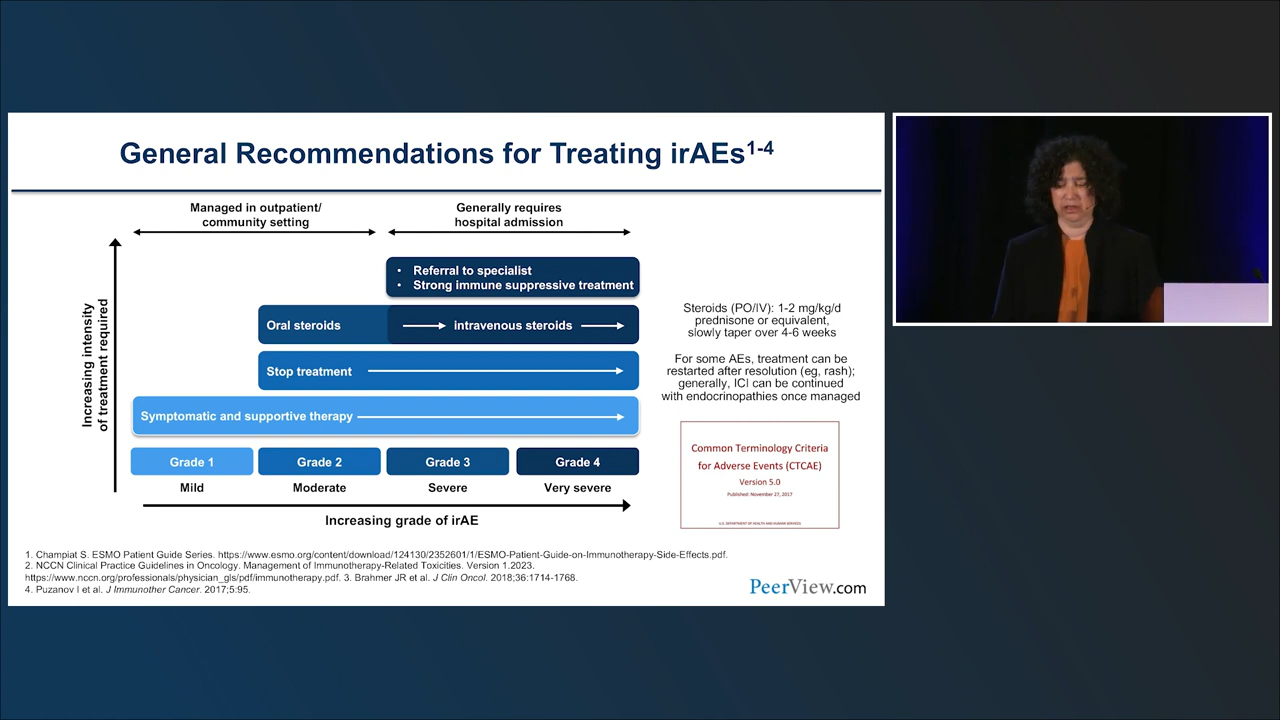 General Recommendations for Treating irAEs1-4
Managed in outpatient/
community setting
Generally requires
hospital admission
Increasing intensity
of treatment required
• Referral to specialist
• Strong immune suppressive treatment
Oral steroids
intravenous steroids
Stop treatment
Symptomatic and supportive therapy
Grade 1
Grade 2
Grade 3
Grade 4
Mild
Moderate
Severe
Very severe
Increasing grade of irAE
Steroids (PO/IV): 1-2 mg/kg/d
prednisone or equivalent,
slowly taper over 4-6 weeks
For some AEs, treatment can be
restarted after resolution (eg, rash);
generally, ICI can be continued
with endocrinopathies once managed
Common Terminology Criteria
for Adverse Events (CTCAE)
Version 5.0
Published: November 27, 2017
U.S. DEPARTMENT OF HEALTH AND HUMAN SERVICES
1. Champiat S. ESMO Patient Guide Series. https://www.esmo.org/content/download/124130/2352601/1/ESMO-Patient-Guide-on-Immunotherapy-Side-Effects.pdf.
2. NCCN Clinical Practice Guidelines in Oncology. Management of Immunotherapy-Related Toxicities. Version 1.2023.
https://www.nccn.org/professionals/physician_gls/pdf/immunotherapy.pdf. 3. Brahmer JR et al. J Clin Oncol. 2018;36:1714-1768.
4. Puzanov I et al. J Immunother Cancer. 2017;5:95.
PeerView.com